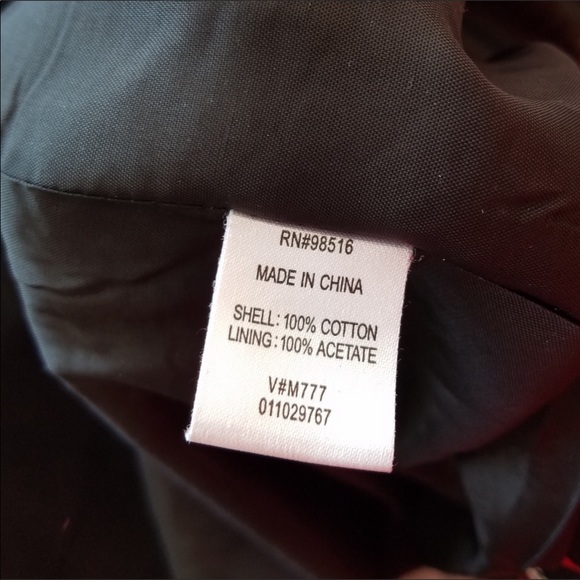 RN#98516
MADE IN CHINA
SHELL: 100% COTTON
LINING: 100% ACETATE
V#M777
011029767